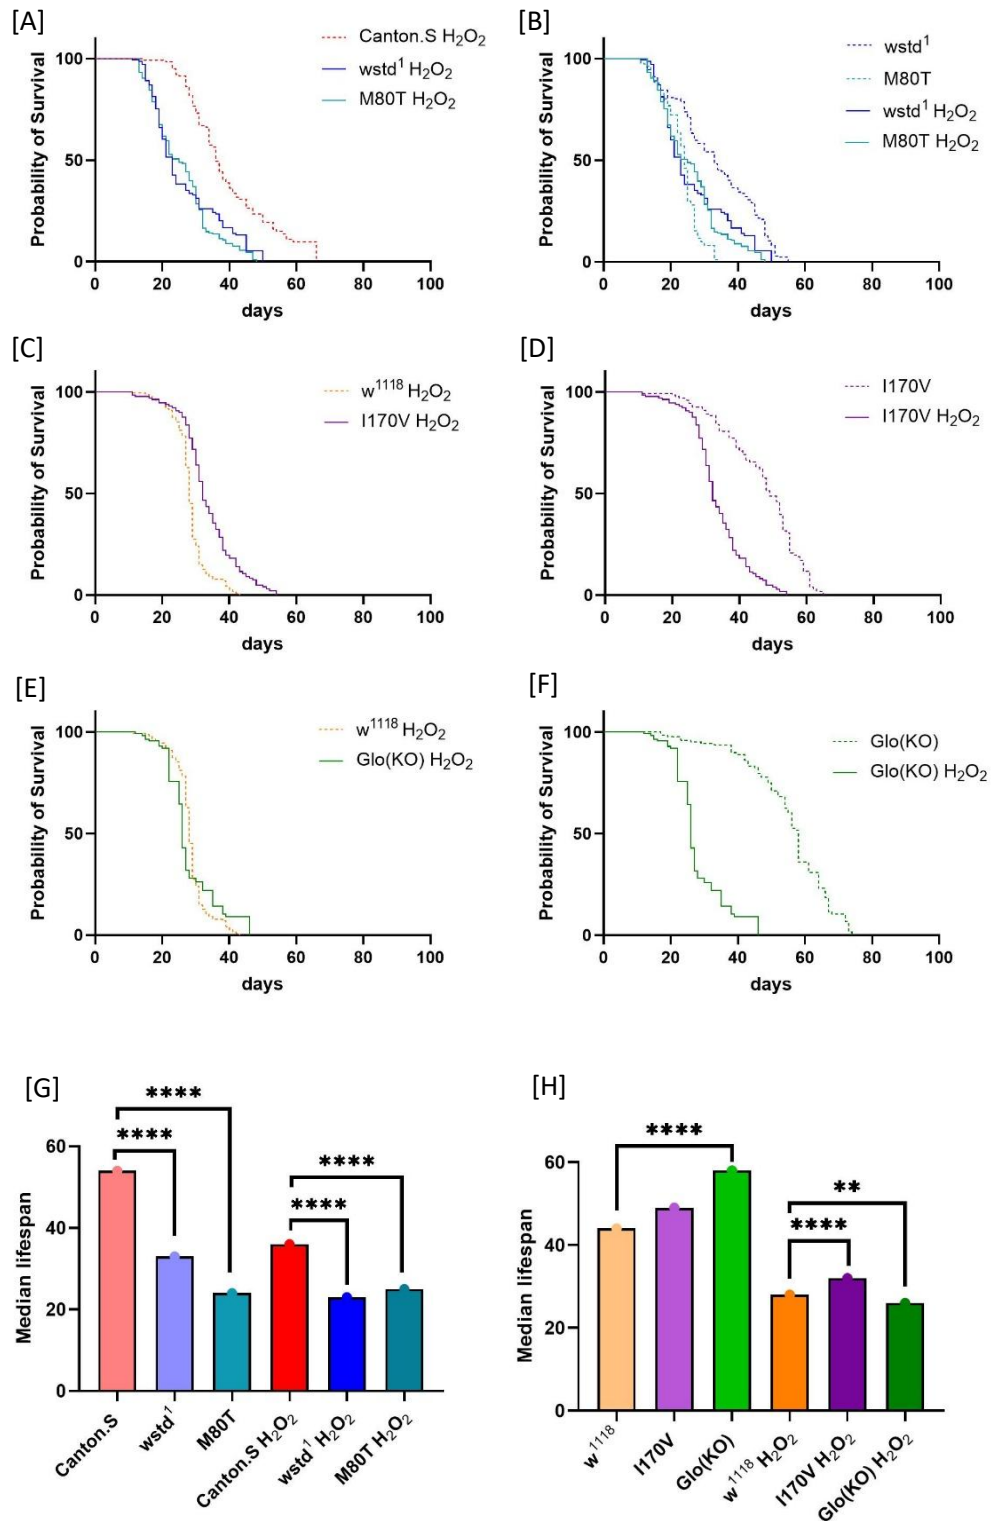 [A]
Canton.S H₂O₂
wstd¹ H₂O₂
M80T H₂O₂
Probability of Survival
100
50
0
0 20 40 60 80 100
days
[B]
wstd¹
M80T
wstd¹ H₂O₂
M80T H₂O₂
Probability of Survival
100
50
0
0 20 40 60 80 100
days
[C]
w¹¹¹⁸ H₂O₂
I170V H₂O₂
Probability of Survival
100
50
0
0 20 40 60 80 100
days
[D]
I170V
I170V H₂O₂
Probability of Survival
100
50
0
0 20 40 60 80 100
days
[E]
w¹¹¹⁸ H₂O₂
Glo(KO) H₂O₂
Probability of Survival
100
50
0
0 20 40 60 80 100
days
[F]
Glo(KO)
Glo(KO) H₂O₂
Probability of Survival
100
50
0
0 20 40 60 80 100
days
[G]
****
****
****
****
Median lifespan
60
40
20
0
Canton.S
wstd¹
M80T
Canton.S H₂O₂
wstd¹ H₂O₂
M80T H₂O₂
[H]
****
**
****
Median lifespan
60
40
20
0
w¹¹¹⁸
I170V
Glo(KO)
w¹¹¹⁸ H₂O₂
I170V H₂O₂
Glo(KO) H₂O₂